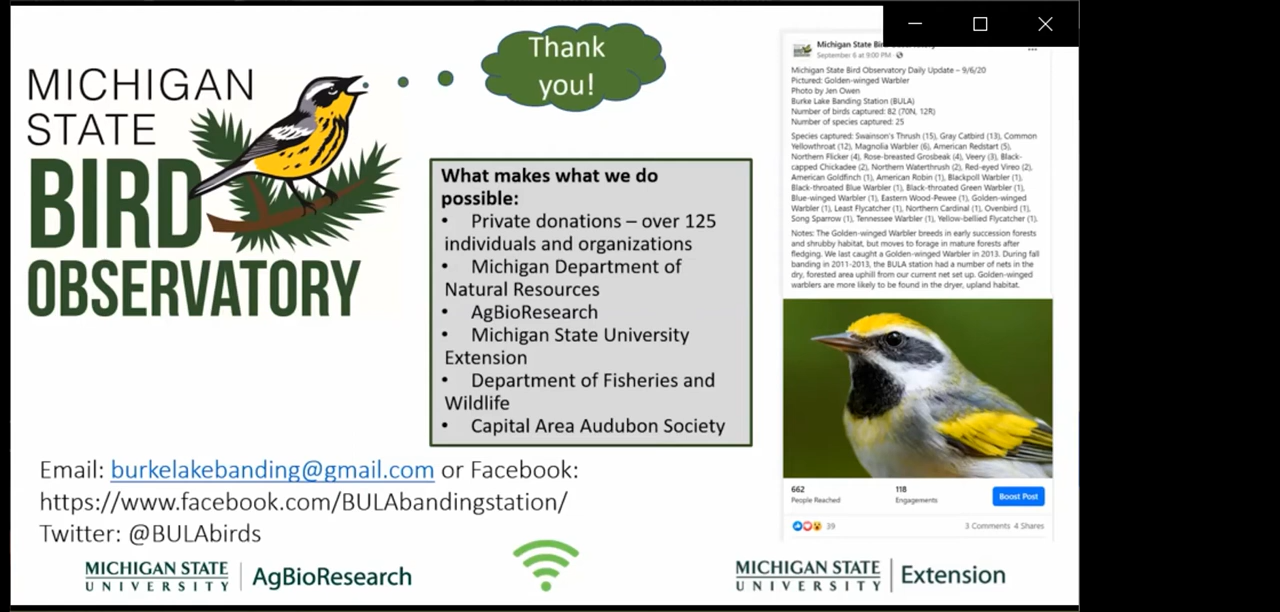 Thank
you!
MICHIGAN
STATE
BIRD
OBSERVATORY
What makes what we do
possible:
• Private donations – over 125
individuals and organizations
• Michigan Department of
Natural Resources
• AgBioResearch
• Michigan State University
Extension
• Department of Fisheries and
Wildlife
• Capital Area Audubon Society
Email: burkelakebanding@gmail.com or Facebook:
https://www.facebook.com/BULAbandingstation/
Twitter: @BULAbirds
MICHIGAN STATE
UNIVERSITY
AgBioResearch
Michigan State
September 6 at 9:00 PM
Michigan State Bird Observatory Daily Update – 9/6/20
Pictured: Golden-winged Warbler
Photo by Jen Owen
Burke Lake Banding Station (BULA)
Number of birds captured: 82 (70N, 12R)
Number of species captured: 25
Species captured: Swainson's Thrush (15), Gray Catbird (13), Common
Yellowthroat (12), Magnolia Warbler (6), American Redstart (5),
Northern Flicker (4), Rose-breasted Grosbeak (4), Veery (3), Black-
capped Chickadee (2), Northern Waterthrush (2), Red-eyed Vireo (2),
American Goldfinch (1), American Robin (1), Blackpoll Warbler (1),
Black-throated Blue Warbler (1), Black-throated Green Warbler (1),
Blue-winged Warbler (1), Eastern Wood-Pewee (1), Golden-winged
Warbler (1), Least Flycatcher (1), Northern Cardinal (1), Ovenbird (1),
Song Sparrow (1), Tennessee Warbler (1), Yellow-bellied Flycatcher (1).
Notes: The Golden-winged Warbler breeds in early succession forests
and shrubby habitat, but moves to forage in mature forests after
fledging. We last caught a Golden-winged Warbler in 2013. During fall
banding in 2011-2013, the BULA station had a number of nets in the
dry, forested area uphill from our current net set up. Golden-winged
warblers are more likely to be found in the dryer, upland habitat.
662
People Reached
118
Engagements
Boost Post
39
3 Comments 4 Shares
MICHIGAN STATE
UNIVERSITY
Extension